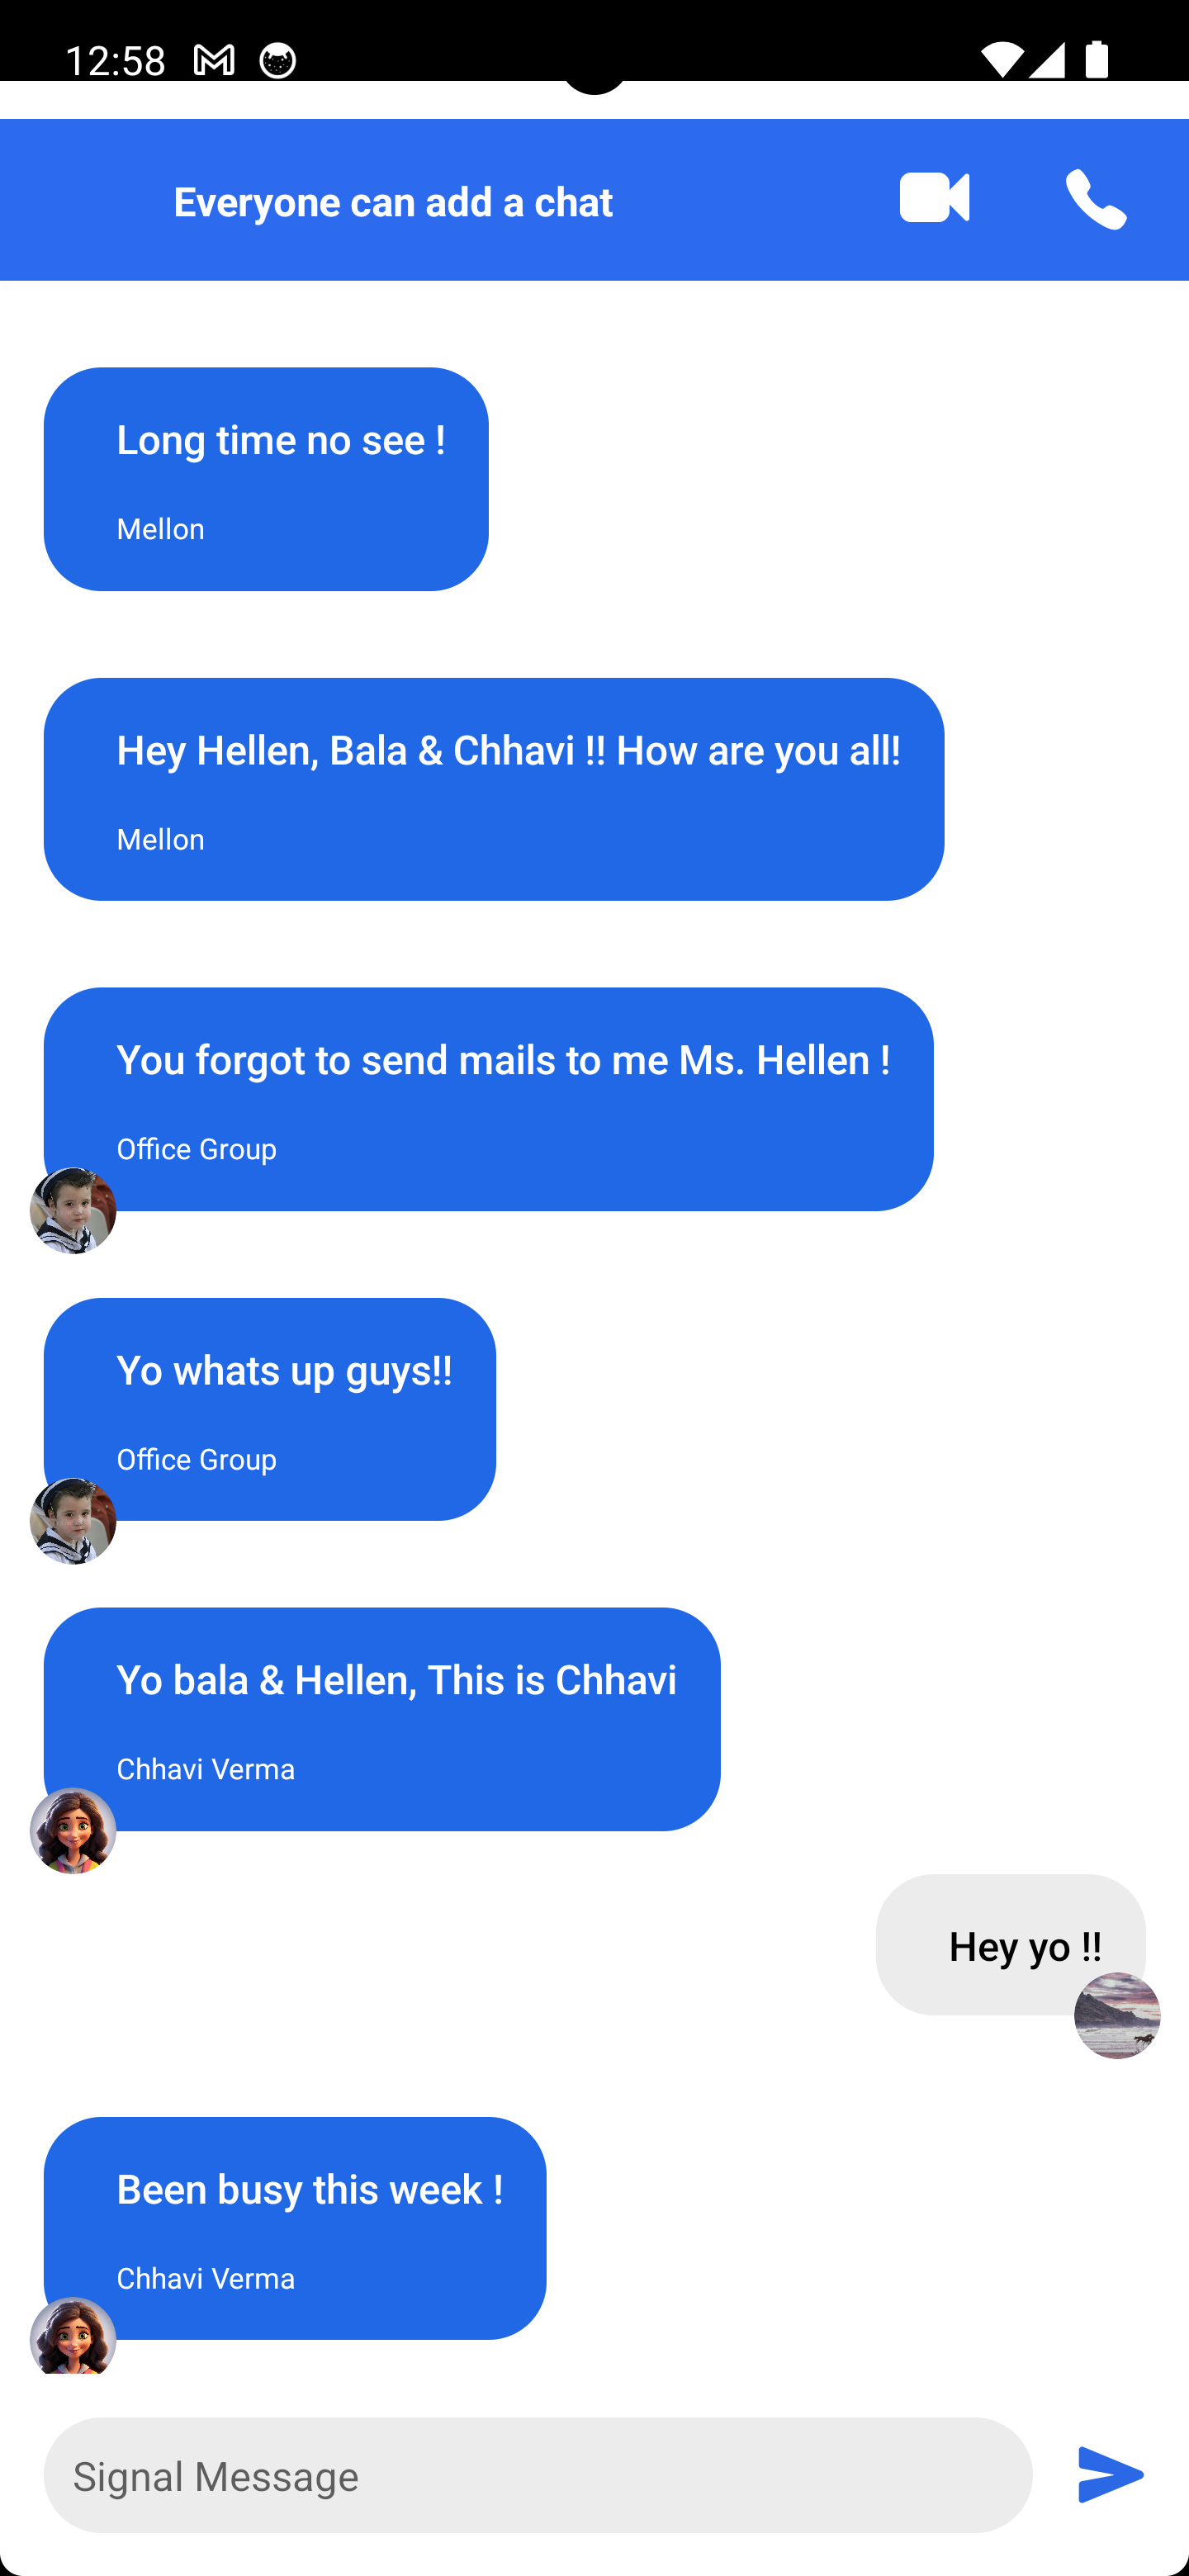 12:58
Everyone can add a chat
Long time no see !
Mellon
Hey Hellen, Bala & Chhavi !! How are you all!
Mellon
You forgot to send mails to me Ms. Hellen !
Office Group
Yo whats up guys!!
Office Group
Yo bala & Hellen, This is Chhavi
Chhavi Verma
Hey yo !!
Been busy this week !
Chhavi Verma
Signal Message